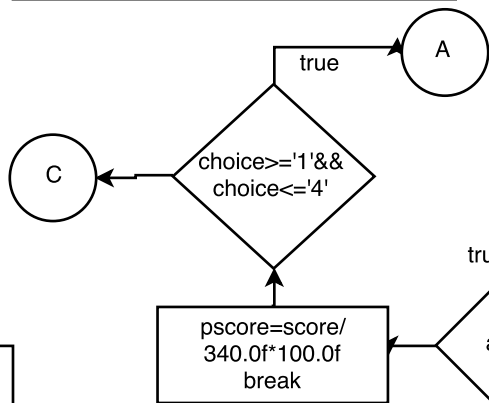 A
true
choice>='1'&&
choice<='4'
C
pscore=score/
340.0f*100.0f
break